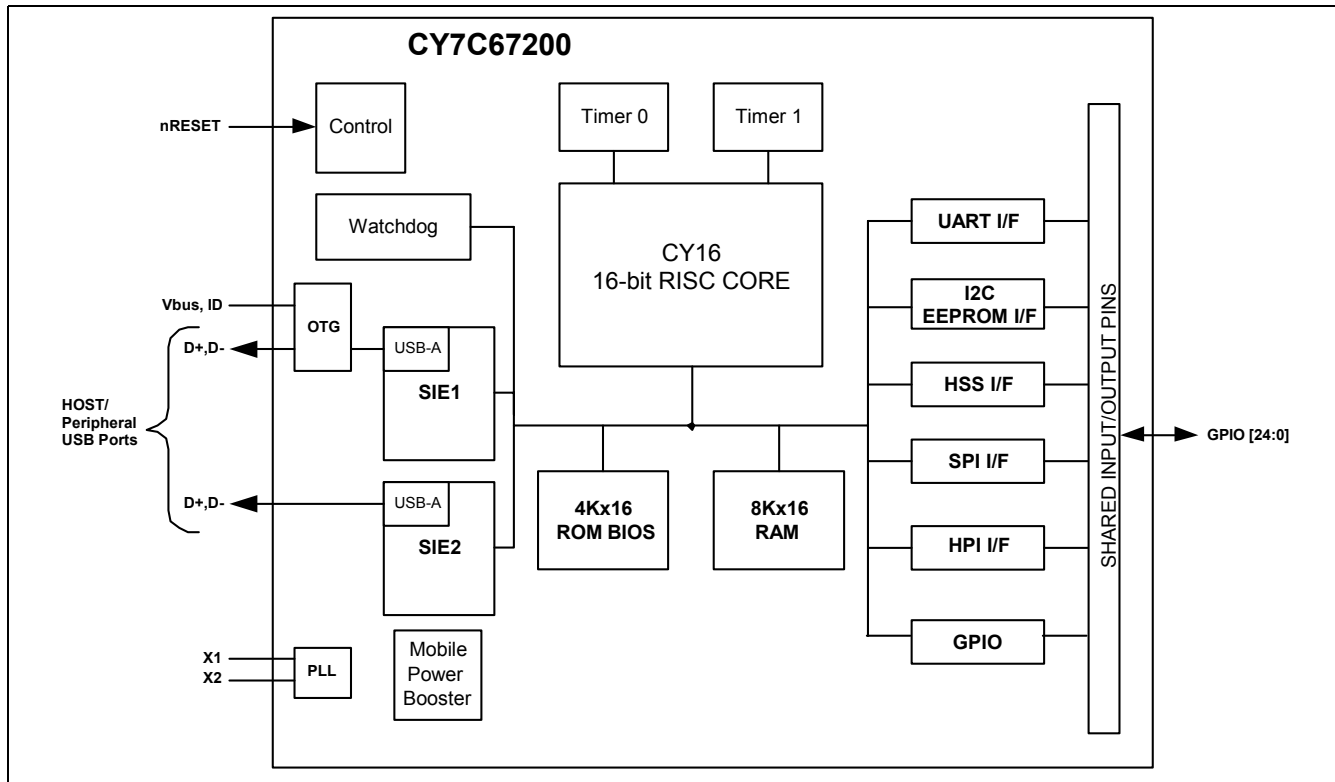 CY7C67200
nRESET
Control
Timer 0
Timer 1
Watchdog
CY16
16-bit RISC CORE
UART I/F
I2C
EEPROM I/F
HSS I/F
SPI I/F
HPI I/F
GPIO
SHARED INPUT/OUTPUT PINS
GPIO [24:0]
Vbus, ID
OTG
D+,D-
USB-A
SIE1
HOST/
Peripheral
USB Ports
D+,D-
USB-A
SIE2
4Kx16
ROM BIOS
8Kx16
RAM
X1
X2
PLL
Mobile
Power
Booster